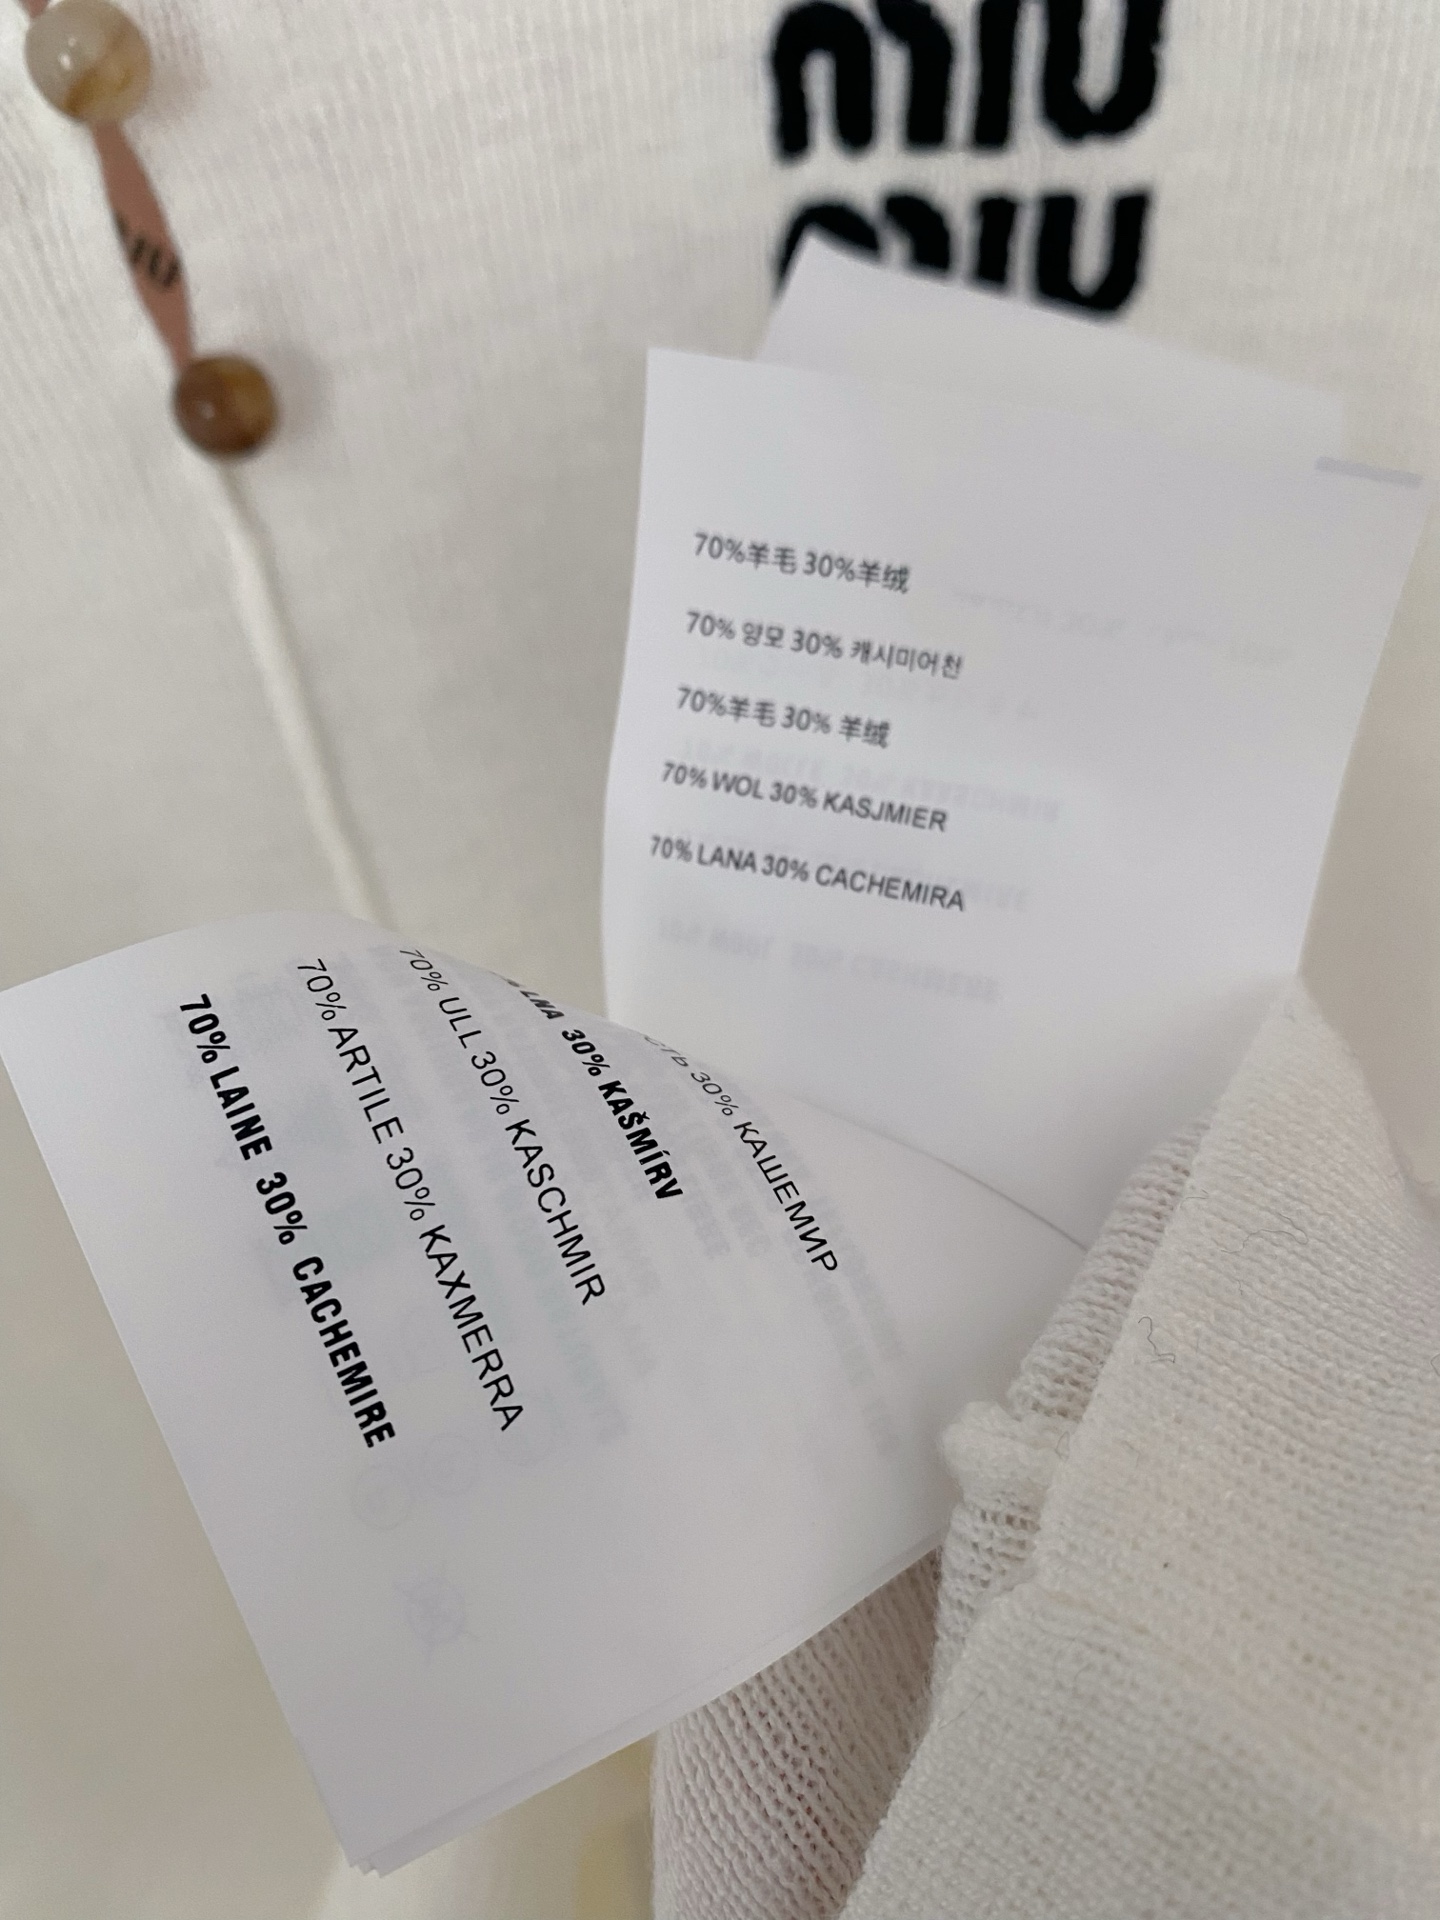 MIU
MIU
70%羊毛 30%羊绒
70% 양모 30% 캐시미어천
70%羊毛 30% 羊绒
70% WOL 30% KASJMIER
70% LANA 30% CACHEMIRA
30% КАШЕМИР
LNA 30% KAŠMÍRV
70% ULL 30% KASCHMIR
70% ARTILE 30% KAXMERRA
70% LAINE 30% CACHEMIRE